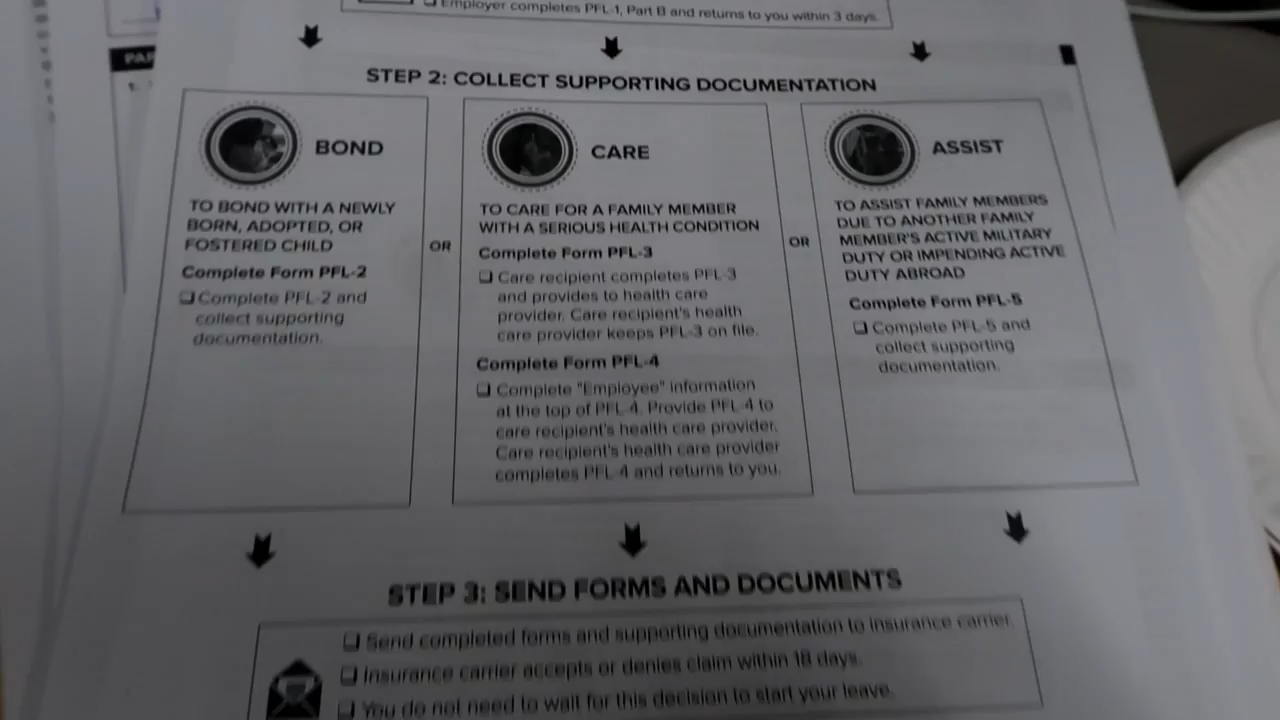 Employer completes PFL-1, Part B and returns to you within 3 days.
STEP 2: COLLECT SUPPORTING DOCUMENTATION
BOND
TO BOND WITH A NEWLY
BORN, ADOPTED, OR
FOSTERED CHILD
Complete Form PFL-2
❑ Complete PFL-2 and
collect supporting
documentation.
OR
CARE
TO CARE FOR A FAMILY MEMBER
WITH A SERIOUS HEALTH CONDITION
Complete Form PFL-3
❑ Care recipient completes PFL-3
and provides to health care
provider. Care recipient's health
care provider keeps PFL-3 on file.
Complete Form PFL-4
❑ Complete "Employee" information
at the top of PFL-4. Provide PFL-4 to
care recipient's health care provider.
Care recipient's health care provider
completes PFL-4 and returns to you.
OR
ASSIST
TO ASSIST FAMILY MEMBERS
DUE TO ANOTHER FAMILY
MEMBER'S ACTIVE MILITARY
DUTY OR IMPENDING ACTIVE
DUTY ABROAD
Complete Form PFL-5
❑ Complete PFL-5 and
collect supporting
documentation.
STEP 3: SEND FORMS AND DOCUMENTS
❑ Send completed forms and supporting documentation to insurance carrier.
❑ Insurance carrier accepts or denies claim within 18 days.
❑ You do not need to wait for this decision to start your leave.